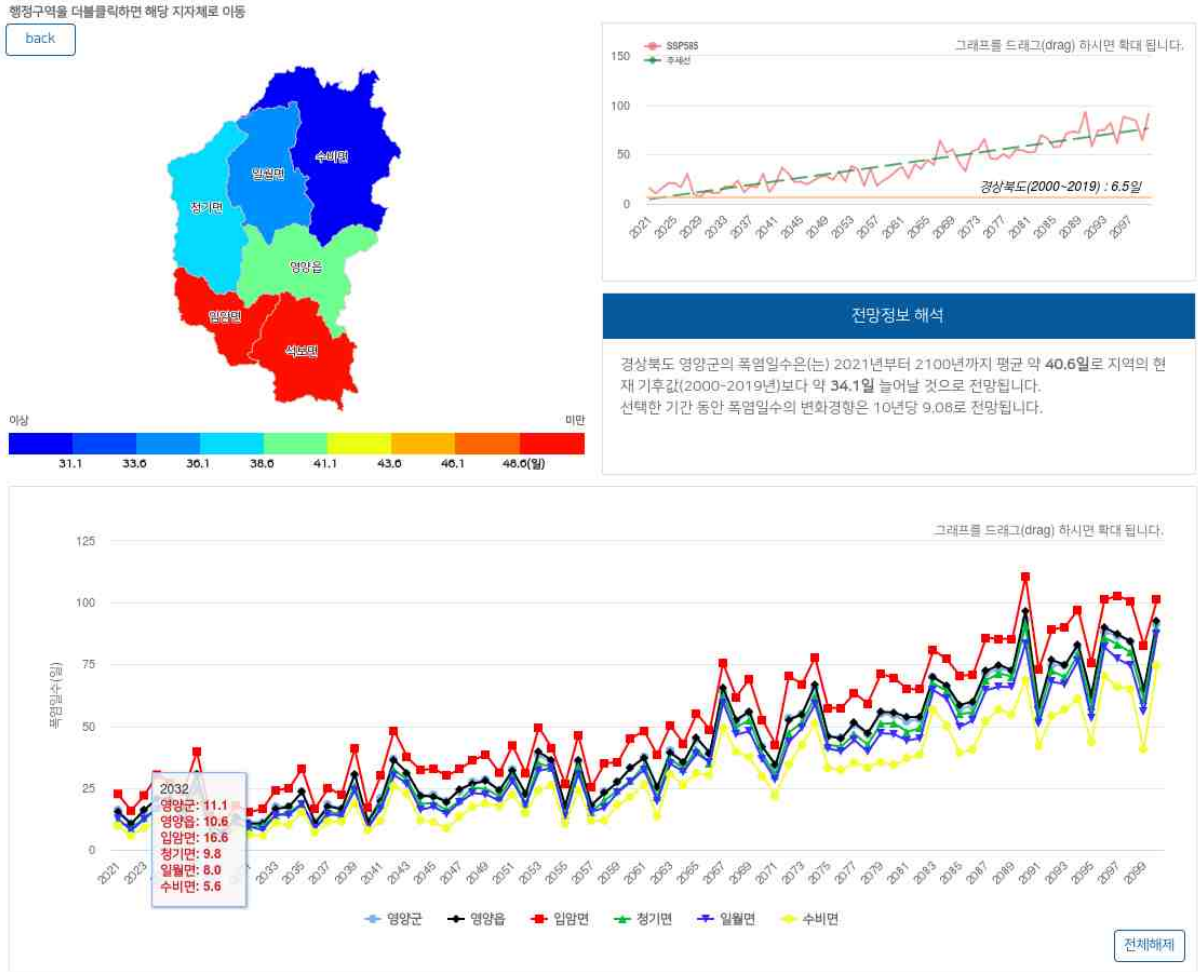 행정구역을 더블클릭하면 해당 지자체로 이동
back
수비면
일월면
청기면
영양읍
입암면
석보면
이상 미만
31.1 33.6 36.1 38.6 41.1 43.6 46.1 48.6(일)
SSP585
추세선
그래프를 드래그(drag) 하시면 확대 됩니다.
150
100
50
0
경상북도(2000~2019) : 6.5일
2021 2025 2029 2033 2037 2041 2045 2049 2053 2057 2061 2065 2069 2073 2077 2081 2085 2089 2093 2097
전망정보 해석
경상북도 영양군의 폭염일수은(는) 2021년부터 2100년까지 평균 약 40.6일로 지역의 현
재 기후값(2000-2019년)보다 약 34.1일 늘어날 것으로 전망됩니다.
선택한 기간 동안 폭염일수의 변화경향은 10년당 9.08로 전망됩니다.
그래프를 드래그(drag) 하시면 확대 됩니다.
폭염일수(일)
125
100
75
50
25
0
2032
영양군: 11.1
영양읍: 10.6
입암면: 16.6
청기면: 9.8
일월면: 8.0
수비면: 5.6
2021 2023 2033 2035 2037 2039 2041 2043 2045 2047 2049 2051 2053 2055 2057 2059 2061 2063 2065 2067 2069 2071 2073 2075 2077 2079 2081 2083 2085 2087 2089 2091 2093 2095 2097 2099
영양군 영양읍 입암면 청기면 일월면 수비면
전체해제